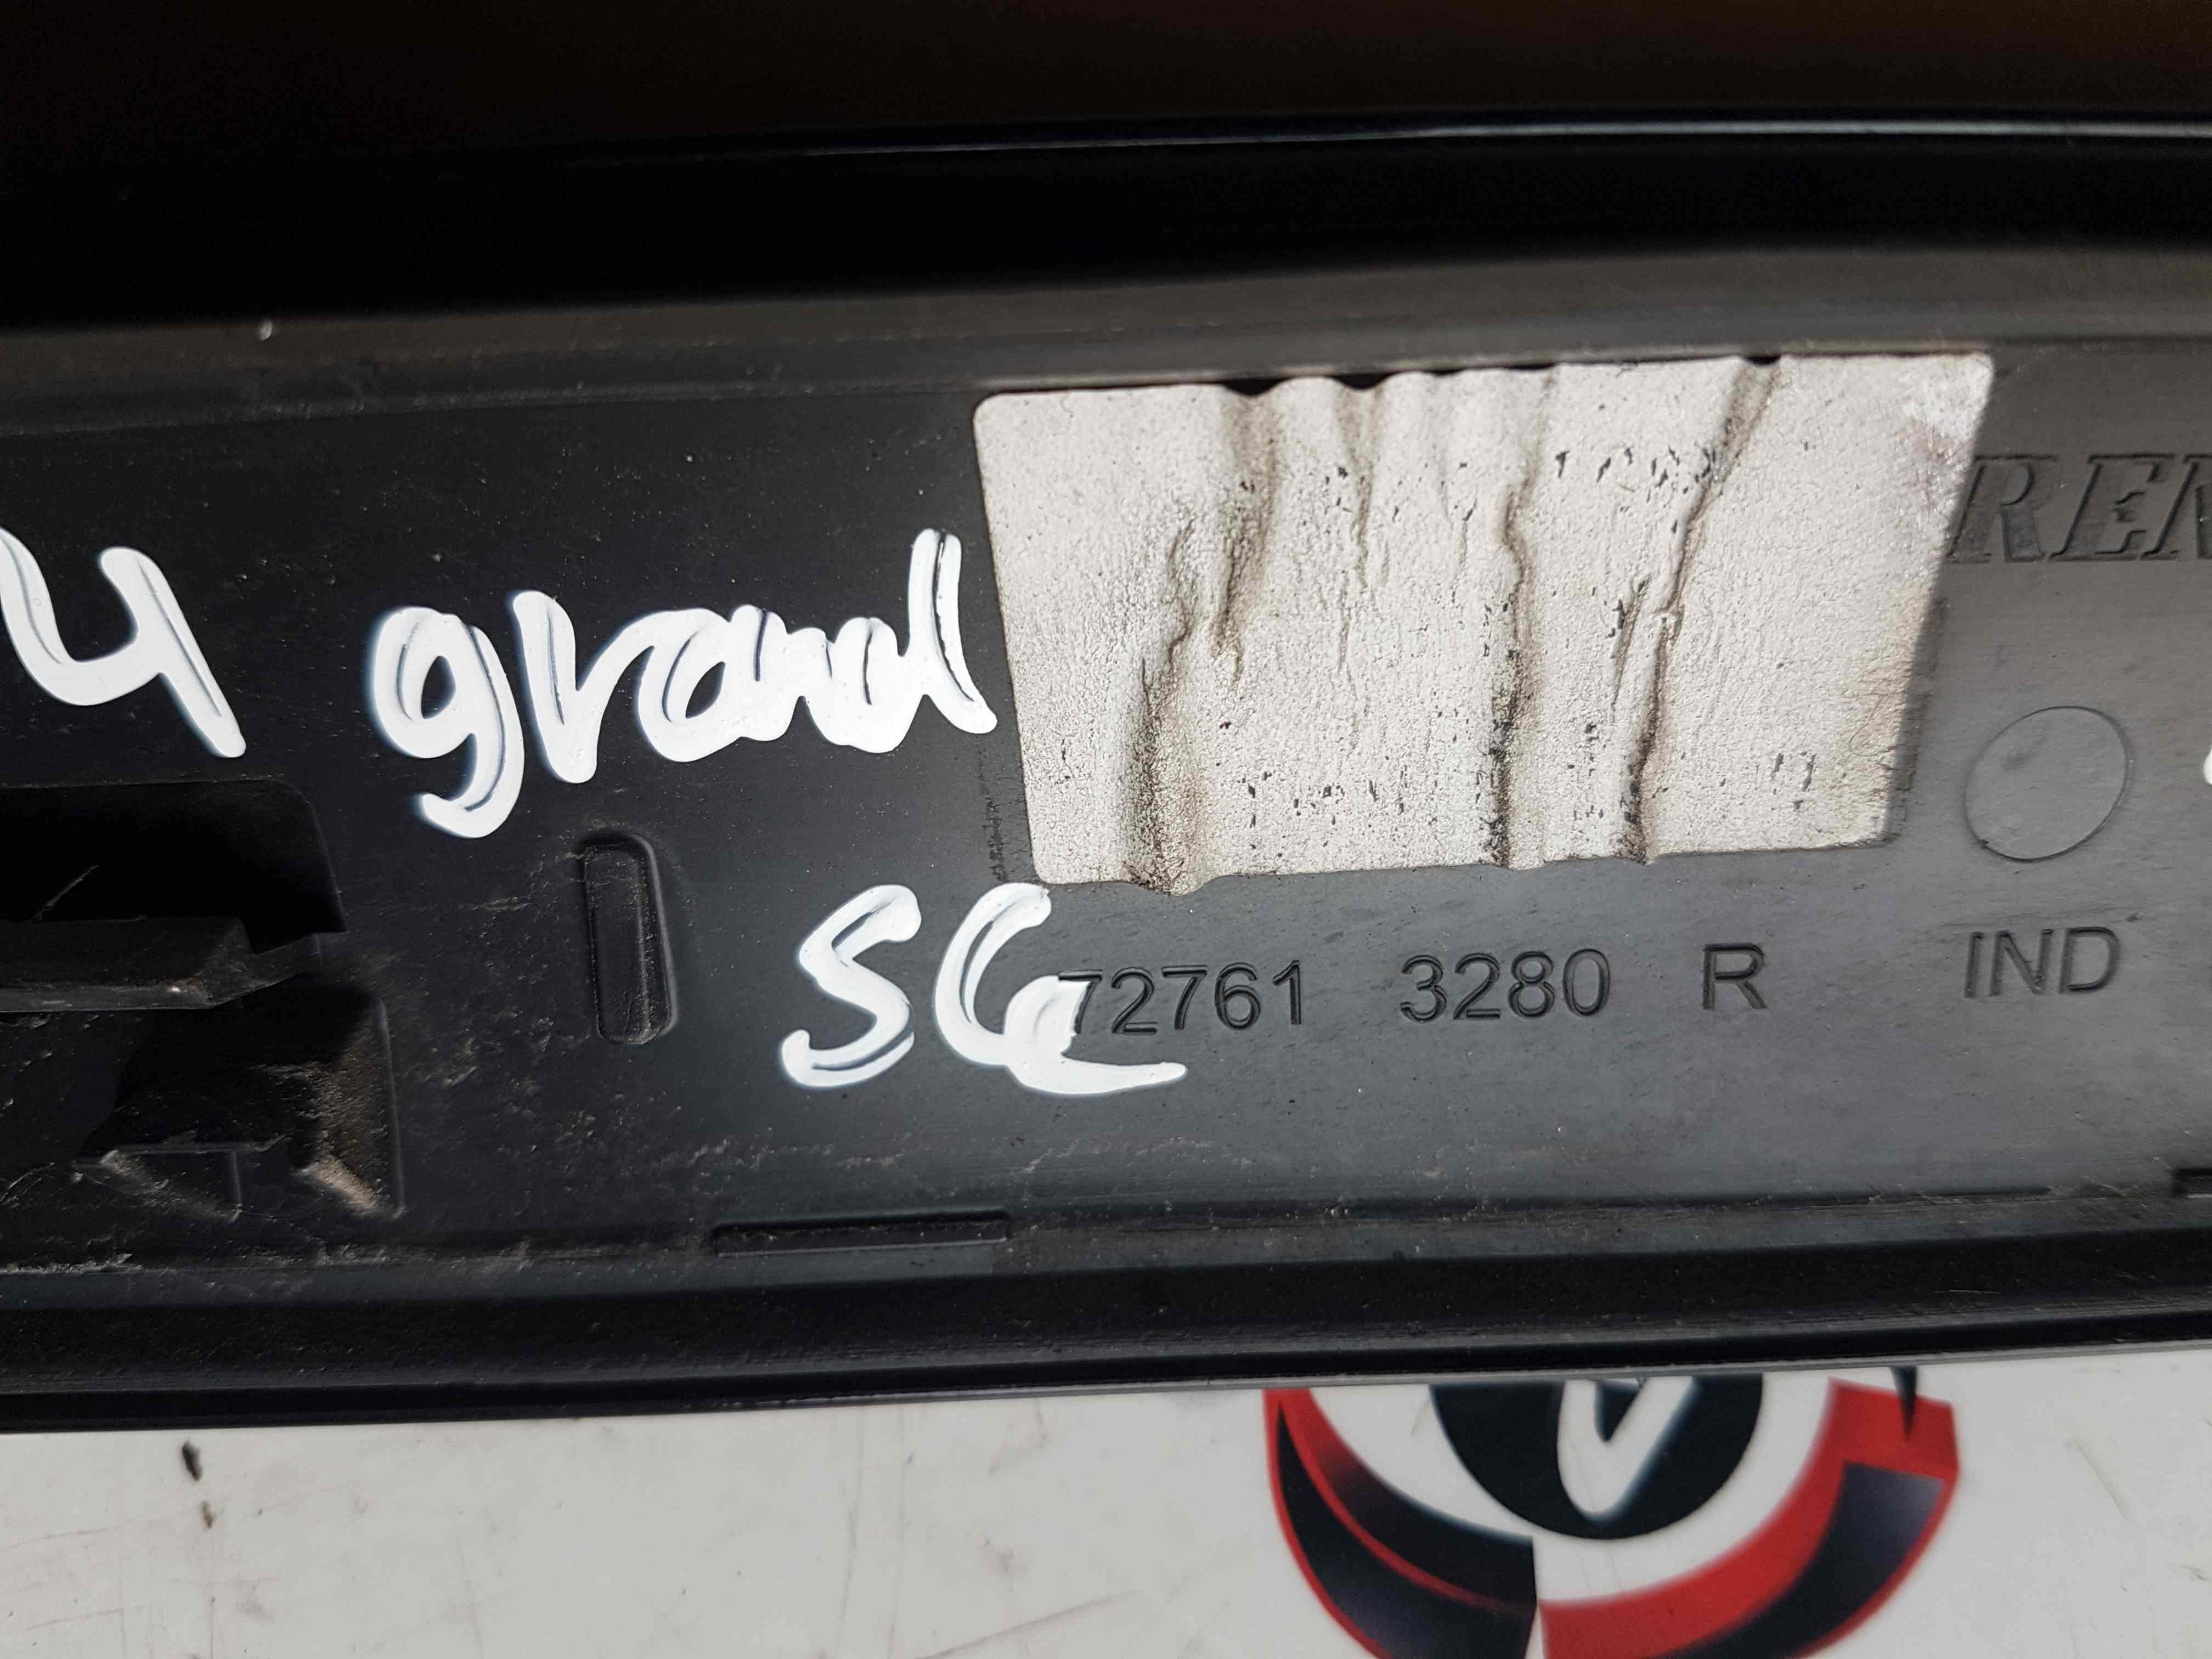 REN
4 grand
SG
72761 3280 R IND